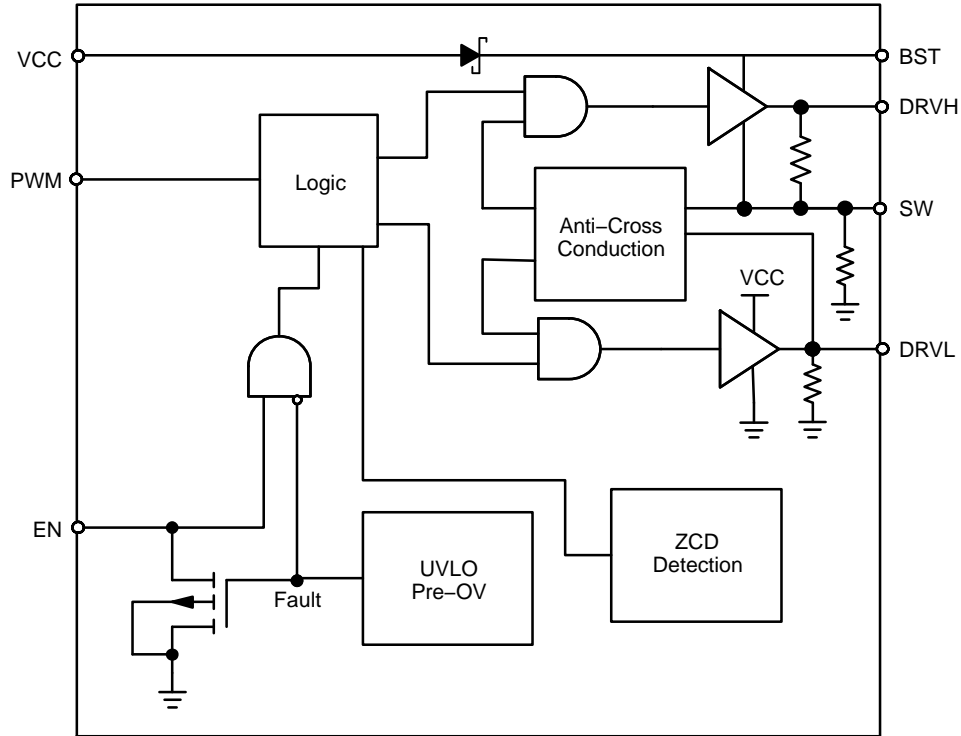 VCC
BST
DRVH
PWM
Logic
SW
Anti–Cross
Conduction
VCC
DRVL
EN
ZCD
Detection
UVLO
Pre–OV
Fault